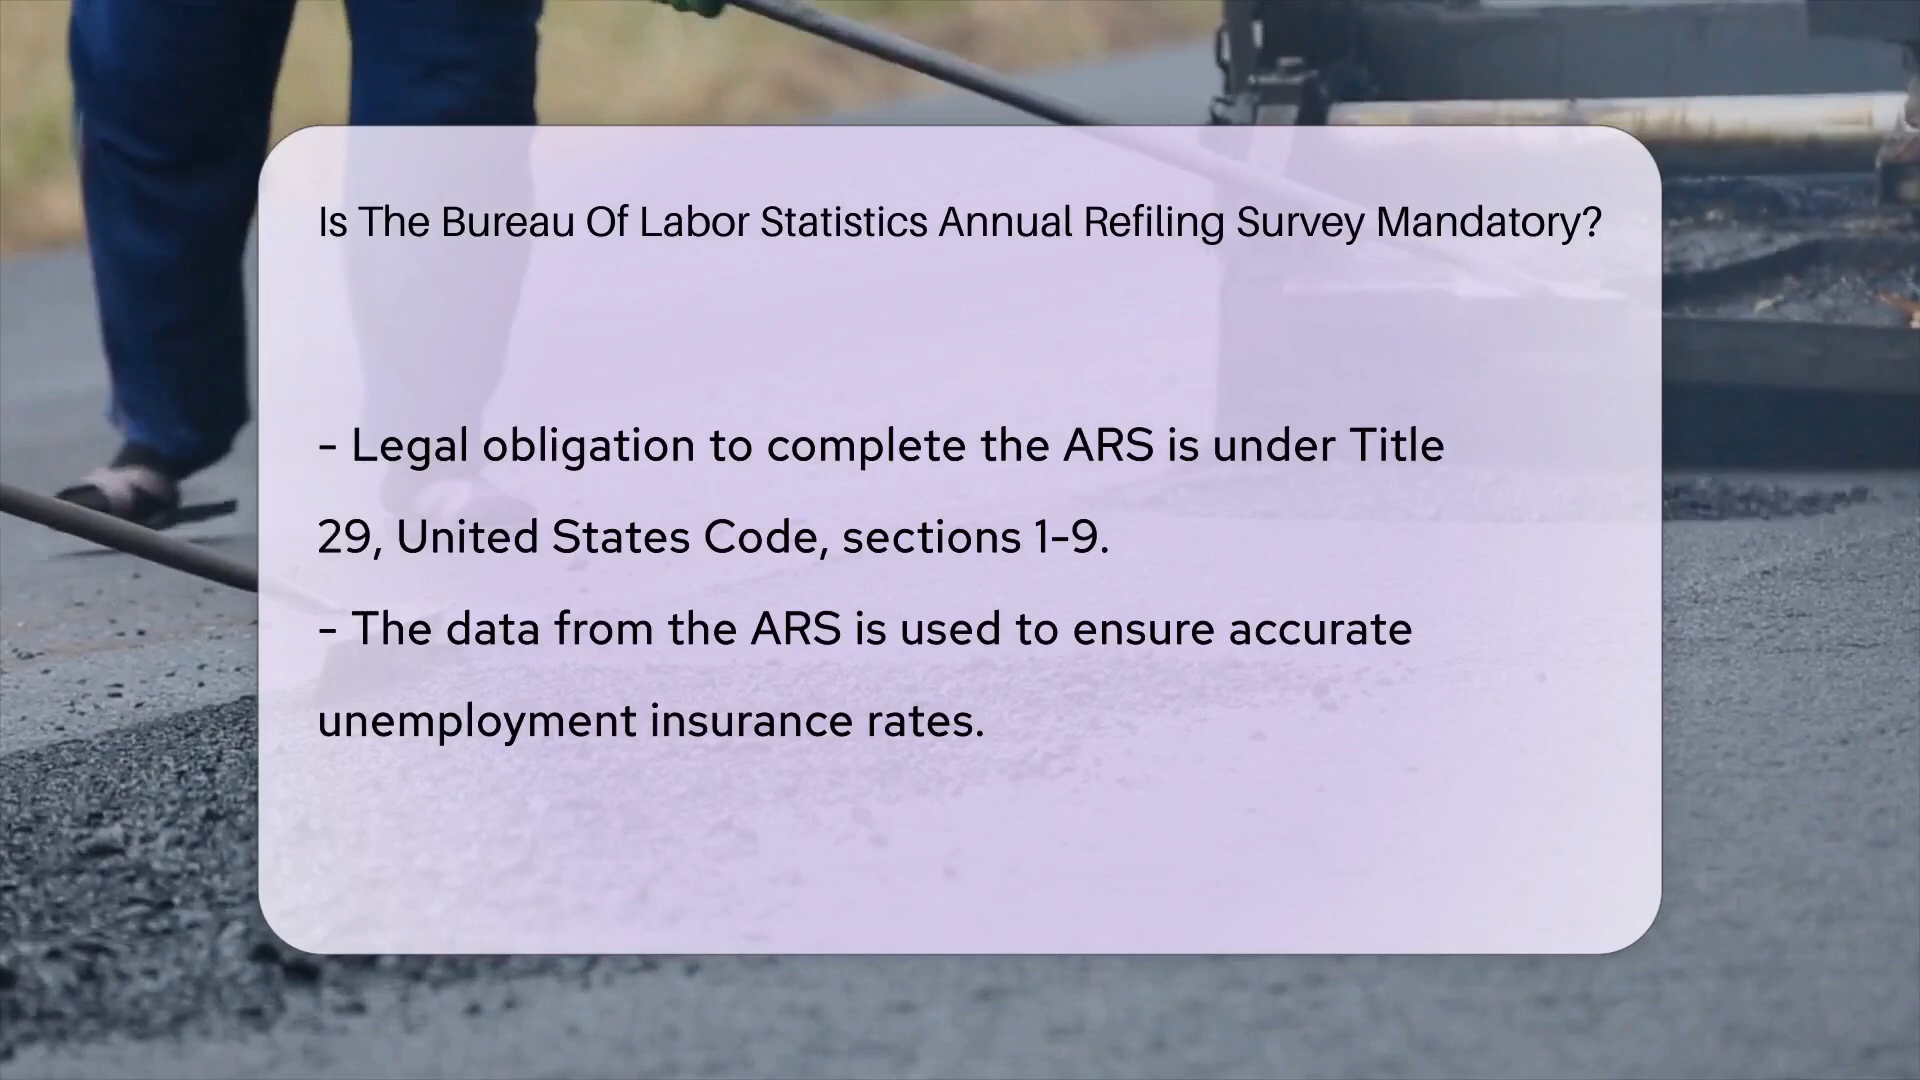 Is The Bureau Of Labor Statistics Annual Refiling Survey Mandatory?
- Legal obligation to complete the ARS is under Title
29, United States Code, sections 1-9.
- The data from the ARS is used to ensure accurate
unemployment insurance rates.